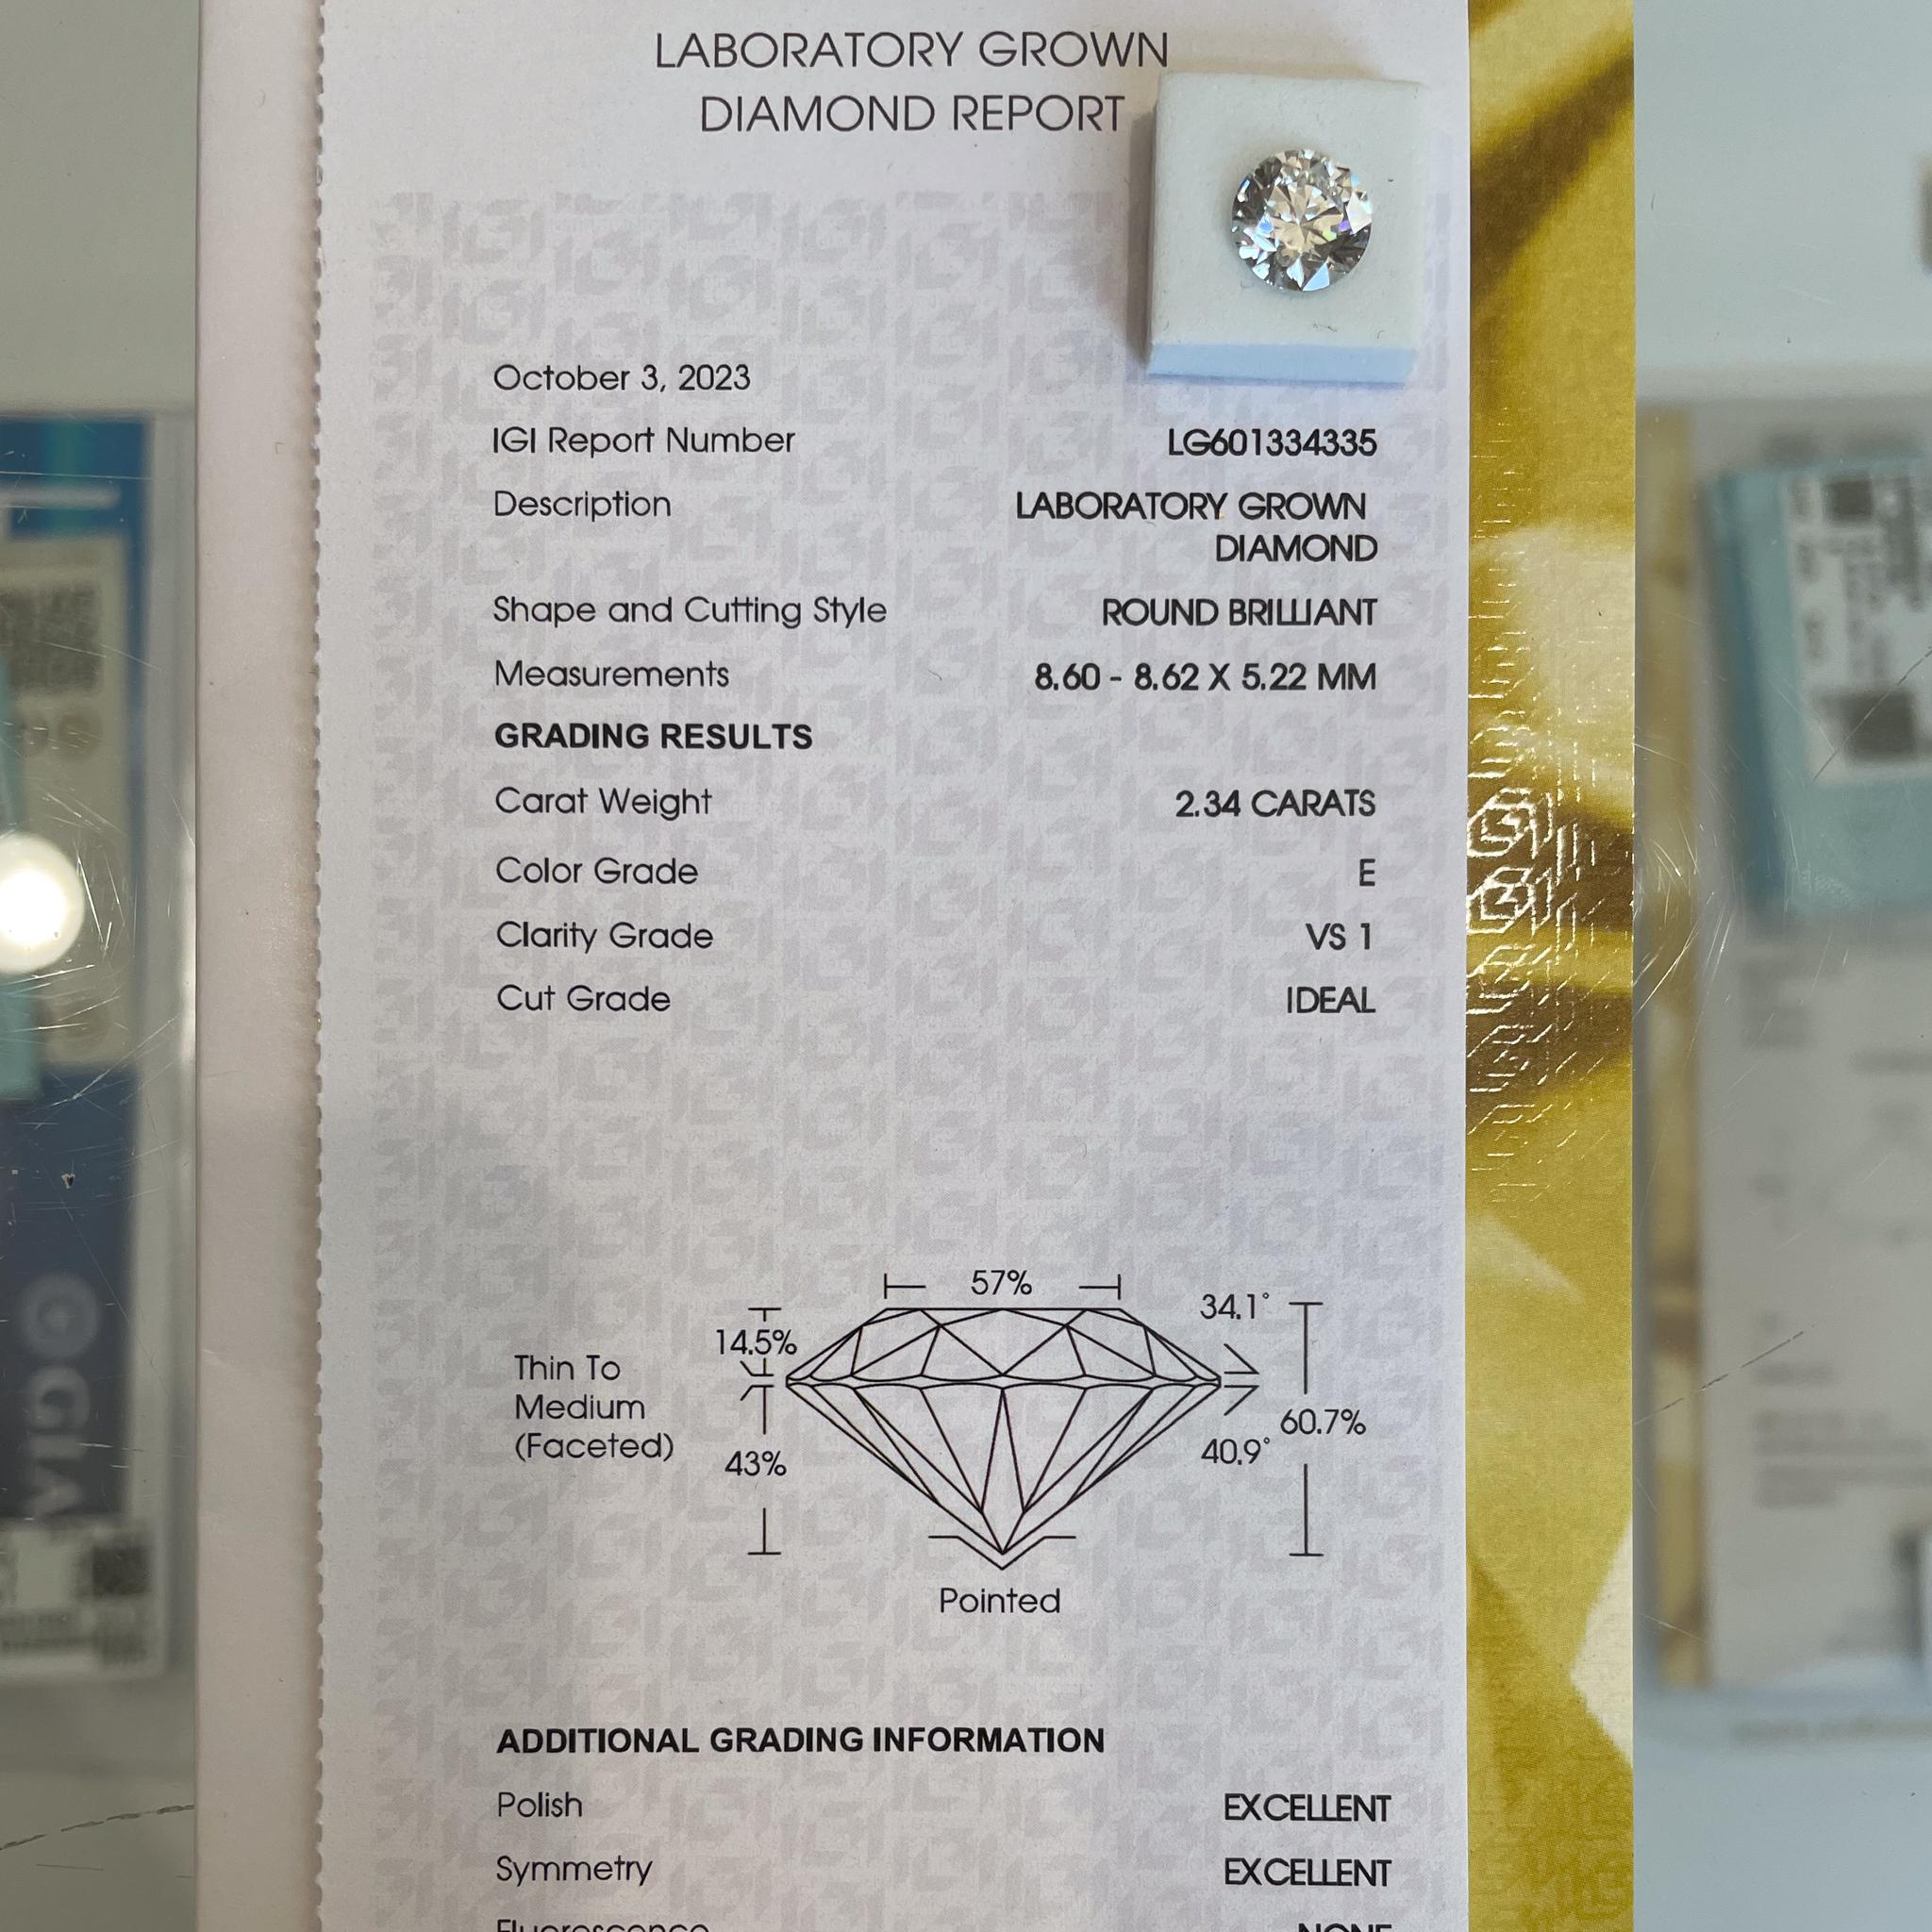 LABORATORY GROWN
DIAMOND REPORT
October 3, 2023
IGI Report Number LG601334335
Description LABORATORY GROWN
DIAMOND
Shape and Cutting Style ROUND BRILLIANT
Measurements 8.60 - 8.62 X 5.22 MM
GRADING RESULTS
Carat Weight 2.34 CARATS
Color Grade E
Clarity Grade VS 1
Cut Grade IDEAL
57%
34.1°
14.5%
Thin To
Medium
(Faceted)
43%
60.7%
40.9°
Pointed
ADDITIONAL GRADING INFORMATION
Polish EXCELLENT
Symmetry EXCELLENT
Fluorescence NONE
GIA